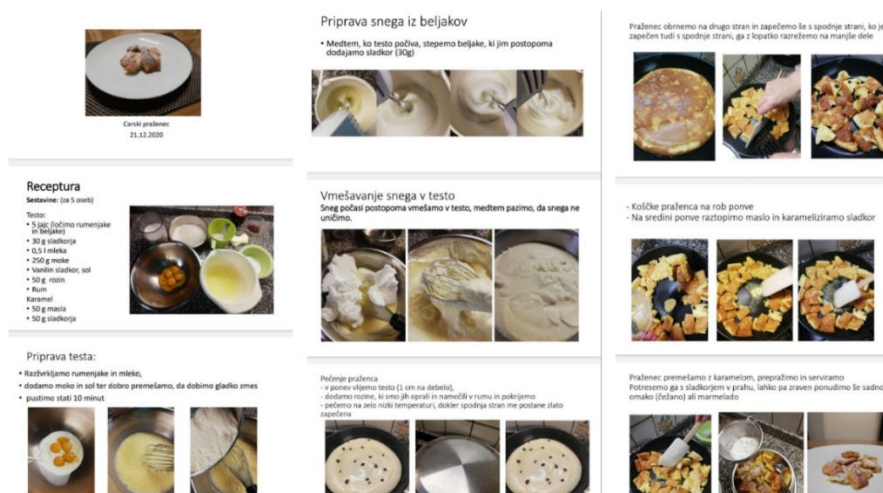 Carski praženec
21.12.2020
Receptura
Sestavine: (za 5 oseb)
Testo:
• 5 jajc (ločimo rumenjake
in beljake)
• 30 g sladkorja
• 0,5 l mleka
• 250 g moke
• Vanilin sladkor, sol
• 50 g rozin
• Rum
Karamel
• 50 g masla
• 50 g sladkorja
Priprava testa:
• Razžvrkljamo rumenjake in mleko,
• dodamo moko in sol ter dobro premešamo, da dobimo gladko zmes
• pustimo stati 10 minut
Priprava snega iz beljakov
• Medtem, ko testo počiva, stepemo beljake, ki jim postopoma
dodajamo sladkor (30g)
Vmešavanje snega v testo
Sneg počasi postopoma vmešamo v testo, medtem pazimo, da snega ne
uničimo.
Pečenje praženca
- v ponev vlijemo testo (1 cm na debelo),
- dodamo rozine, ki smo jih oprali in namočili v rumu in pokrijemo
- pečemo na zelo nizki temperaturi, dokler spodnja stran me postane zlato
zapečena
Praženec obrnemo na drugo stran in zapečemo še s spodnje strani, ko je
zapečen tudi s spodnje strani, ga z lopatko razrežemo na manjše dele
- Koščke praženca na rob ponve
- Na sredini ponve raztopimo maslo in karameliziramo sladkor
Praženec premešamo z karamelom, prepražimo in serviramo
Potresemo ga s sladkorjem v prahu, lahko pa zraven ponudimo še sadno
omako (čežano) ali marmelado